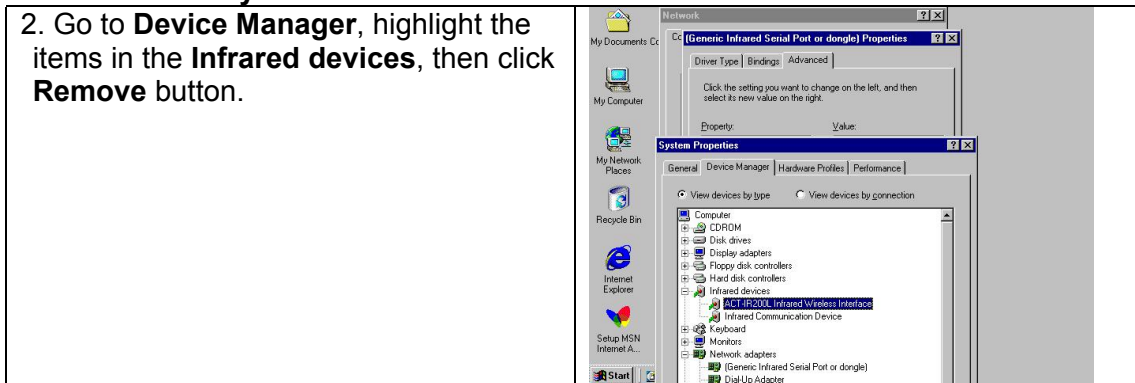 2. Go to Device Manager, highlight the
items in the Infrared devices, then click
Remove button.
My Documents
My Computer
My Network
Places
Recycle Bin
Internet
Explorer
Setup MSN
Internet A...
Start
Network
(Generic Infrared Serial Port or dongle) Properties
Driver Type
Bindings
Advanced
Click the setting you want to change on the left, and then
select its new value on the right.
Property:
Value:
System Properties
General
Device Manager
Hardware Profiles
Performance
View devices by type
View devices by connection
Computer
CDROM
Disk drives
Display adapters
Floppy disk controllers
Hard disk controllers
Infrared devices
ACT-IR200L Infrared Wireless Interface
Infrared Communication Device
Keyboard
Monitors
Network adapters
(Generic Infrared Serial Port or dongle)
Dial-Up Adapter